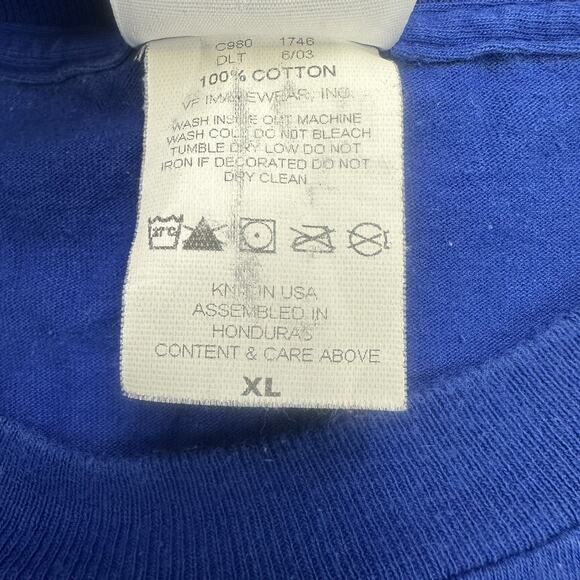 C980 1746
DLT 6/03
100% COTTON
VF IMAGEWEAR, INC.
WASH INSIDE OUT MACHINE
WASH COLD DO NOT BLEACH
TUMBLE DRY LOW DO NOT
IRON IF DECORATED DO NOT
DRY CLEAN
27°C
KNIT IN USA
ASSEMBLED IN
HONDURAS
CONTENT & CARE ABOVE
XL